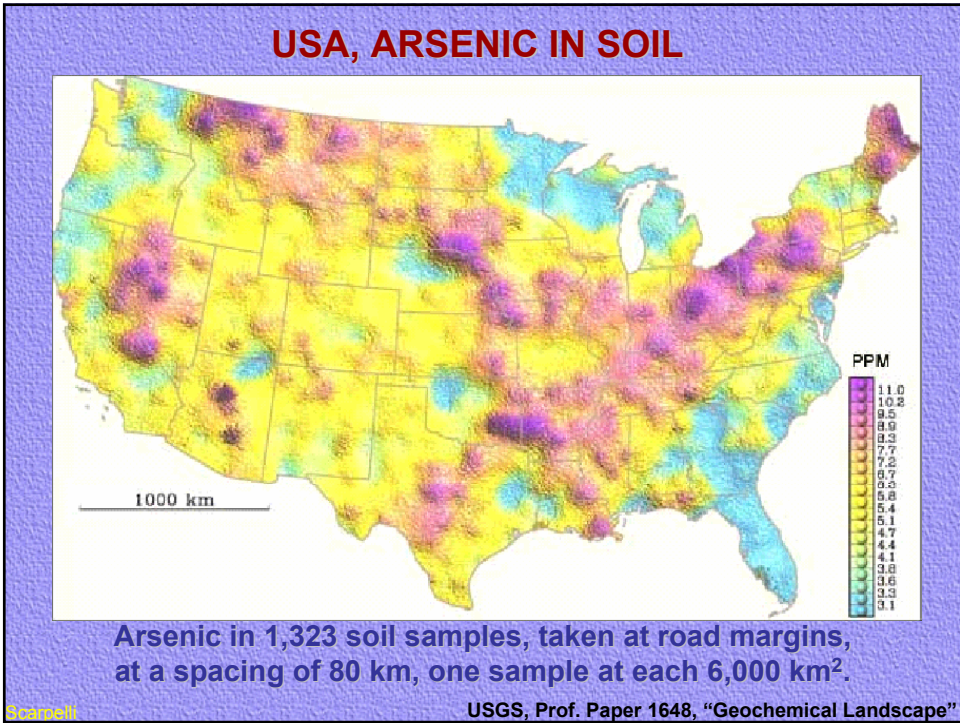 USA, ARSENIC IN SOIL
PPM
11.0
10.2
9.5
8.9
8.3
7.7
7.2
6.7
5.8
5.4
5.1
4.7
4.4
4.1
3.8
3.6
3.3
3.1
1000 km
Arsenic in 1,323 soil samples, taken at road margins,
at a spacing of 80 km, one sample at each 6,000 km².
Scarpelli
USGS, Prof. Paper 1648, “Geochemical Landscape”